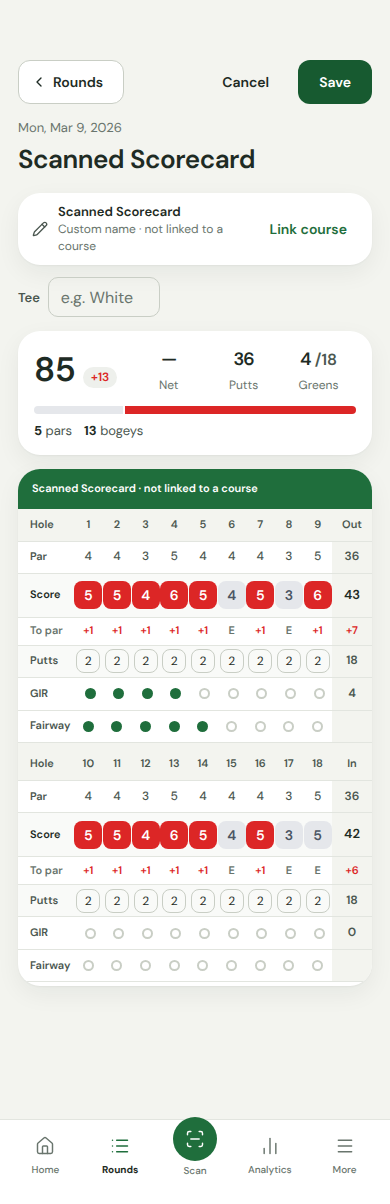 Rounds Cancel Save
Mon, Mar 9, 2026
Scanned Scorecard
Scanned Scorecard
Custom name · not linked to a
course
Link course
Tee e.g. White
85 +13 — 36 4 /18
Net Putts Greens
5 pars 13 bogeys
Scanned Scorecard · not linked to a course
Hole 1 2 3 4 5 6 7 8 9 Out
Par 4 4 3 5 4 4 4 3 5 36
Score 5 5 4 6 5 4 5 3 6 43
To par +1 +1 +1 +1 +1 E +1 E +1 +7
Putts 2 2 2 2 2 2 2 2 2 18
GIR 4
Fairway
Hole 10 11 12 13 14 15 16 17 18 In
Par 4 4 3 5 4 4 4 3 5 36
Score 5 5 4 6 5 4 5 3 5 42
To par +1 +1 +1 +1 +1 E +1 E E +6
Putts 2 2 2 2 2 2 2 2 2 18
GIR 0
Fairway
Home Rounds Scan Analytics More